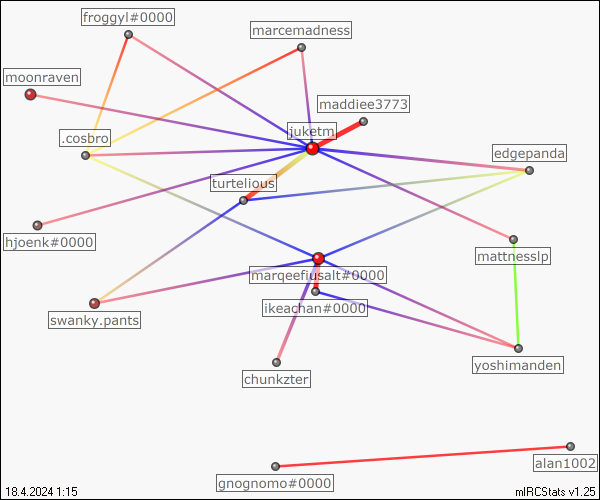 froggyl#0000
marcemadness
moonraven
maddiee3773
juketm
.cosbro
edgepanda
turtelious
hjoenk#0000
mattnesslp
marqeefiusalt#0000
ikeachan#0000
swanky.pants
yoshimanden
chunkzter
alan1002
gnognomo#0000
18.4.2024 1:15
mIRCStats v1.25